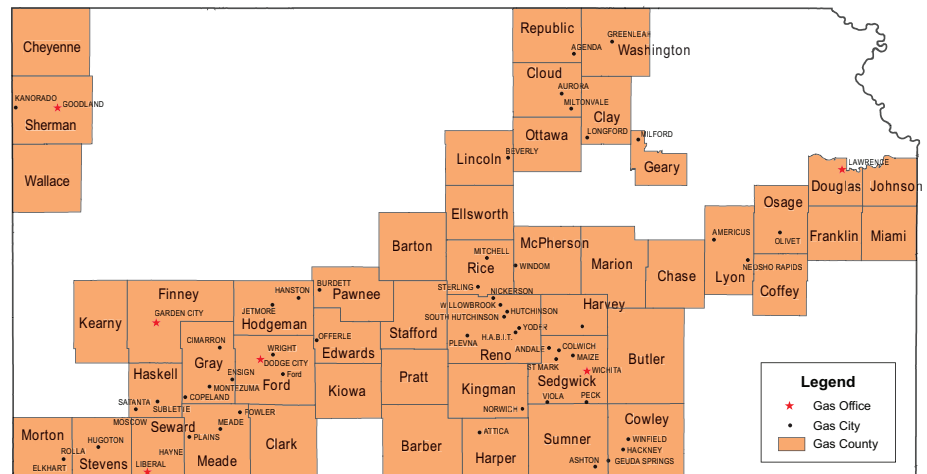 Cheyenne
KANORADO
GOODLAND
Sherman
Wallace
Republic
AGENDA
GREENLEAF
Washington
Cloud
AURORA
MILTONVALE
Clay
Ottawa
LONGFORD
MILFORD
Geary
Lincoln
BEVERLY
LAWRENCE
Douglas
Johnson
Osage
Ellsworth
Barton
McPherson
MITCHELL
Rice
WINDOM
Marion
Chase
AMERICUS
OLIVET
Franklin
Miami
Lyon
NEOSHO RAPIDS
Coffey
Kearny
Finney
GARDEN CITY
HANSTON
JETMORE
Hodgeman
BURDETT
Pawnee
STERLING
NICKERSON
WILLOWBROOK
SOUTH HUTCHINSON
HUTCHINSON
Harvey
Stafford
H.A.B.I.T.
YODER
PLEVNA
Reno
CIMARRON
OFFERLE
Edwards
WRIGHT
DODGE CITY
Gray
ENSIGN
Ford
Ford
MONTEZUMA
COPELAND
Haskell
SATANTA
SUBLETTE
Kiowa
Pratt
Kingman
NORWICH
ANDALE
COLWICH
MAIZE
ST MARK
WICHITA
Sedgwick
VIOLA
PECK
Butler
Morton
ROLLA
ELKHART
HUGOTON
Stevens
MOSCOW
Seward
HAYNE
LIBERAL
PLAINS
MEADE
FOWLER
Meade
Clark
Barber
ATTICA
Harper
Sumner
ASHTON
Cowley
WINFIELD
HACKNEY
GEUDA SPRINGS
Legend
Gas Office
Gas City
Gas County